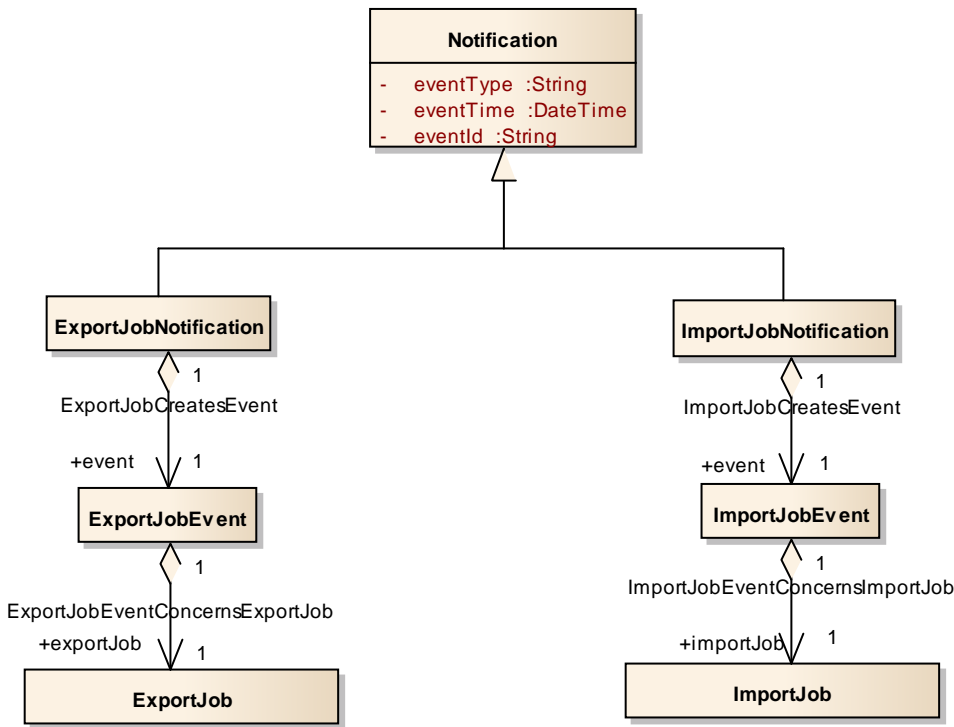 Notification
- eventType :String
- eventTime :DateTime
- eventId :String
ExportJobNotification
1
ExportJobCreatesEvent
+event 1
ExportJobEvent
1
ExportJobEventConcernsExportJob
+exportJob 1
ExportJob
ImportJobNotification
1
ImportJobCreatesEvent
+event 1
ImportJobEvent
1
ImportJobEventConcernsImportJob
+importJob 1
ImportJob